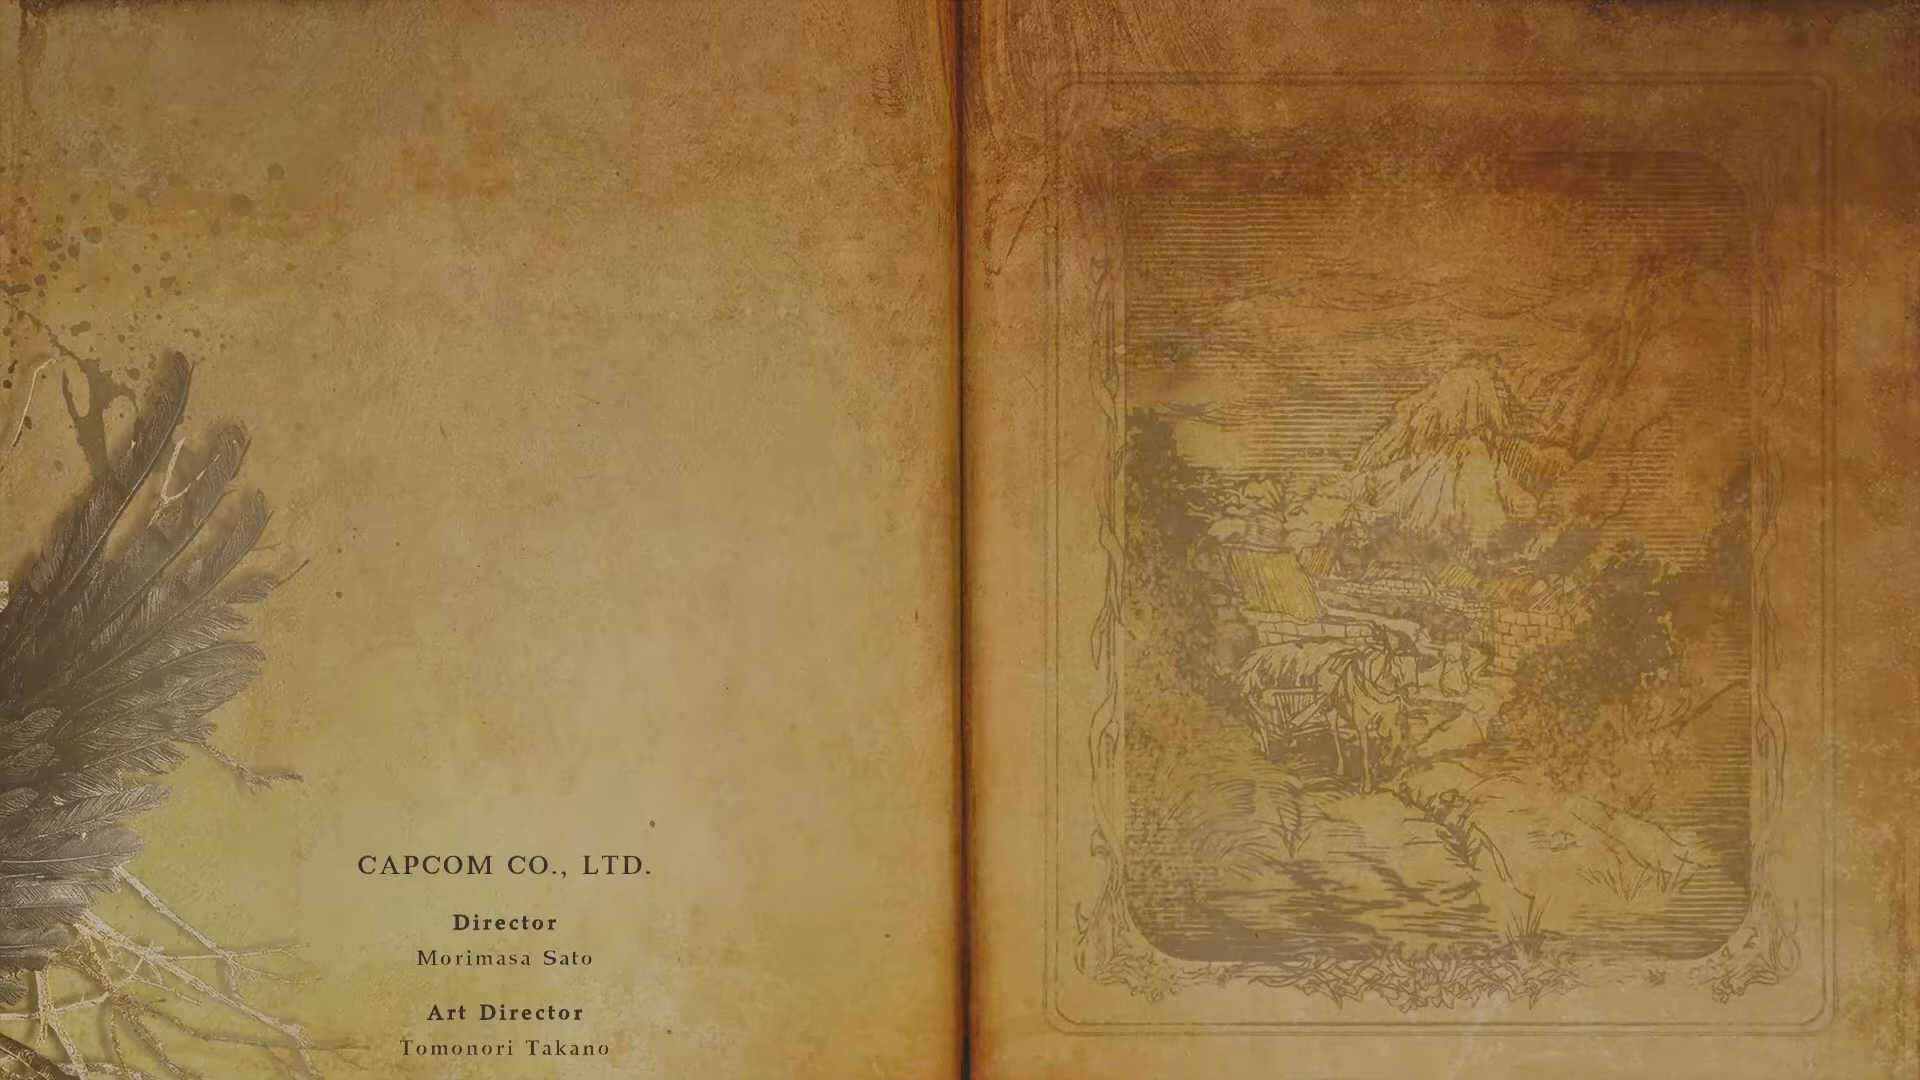 CAPCOM CO., LTD.
Director
Morimasa Sato
Art Director
Tomonori Takano